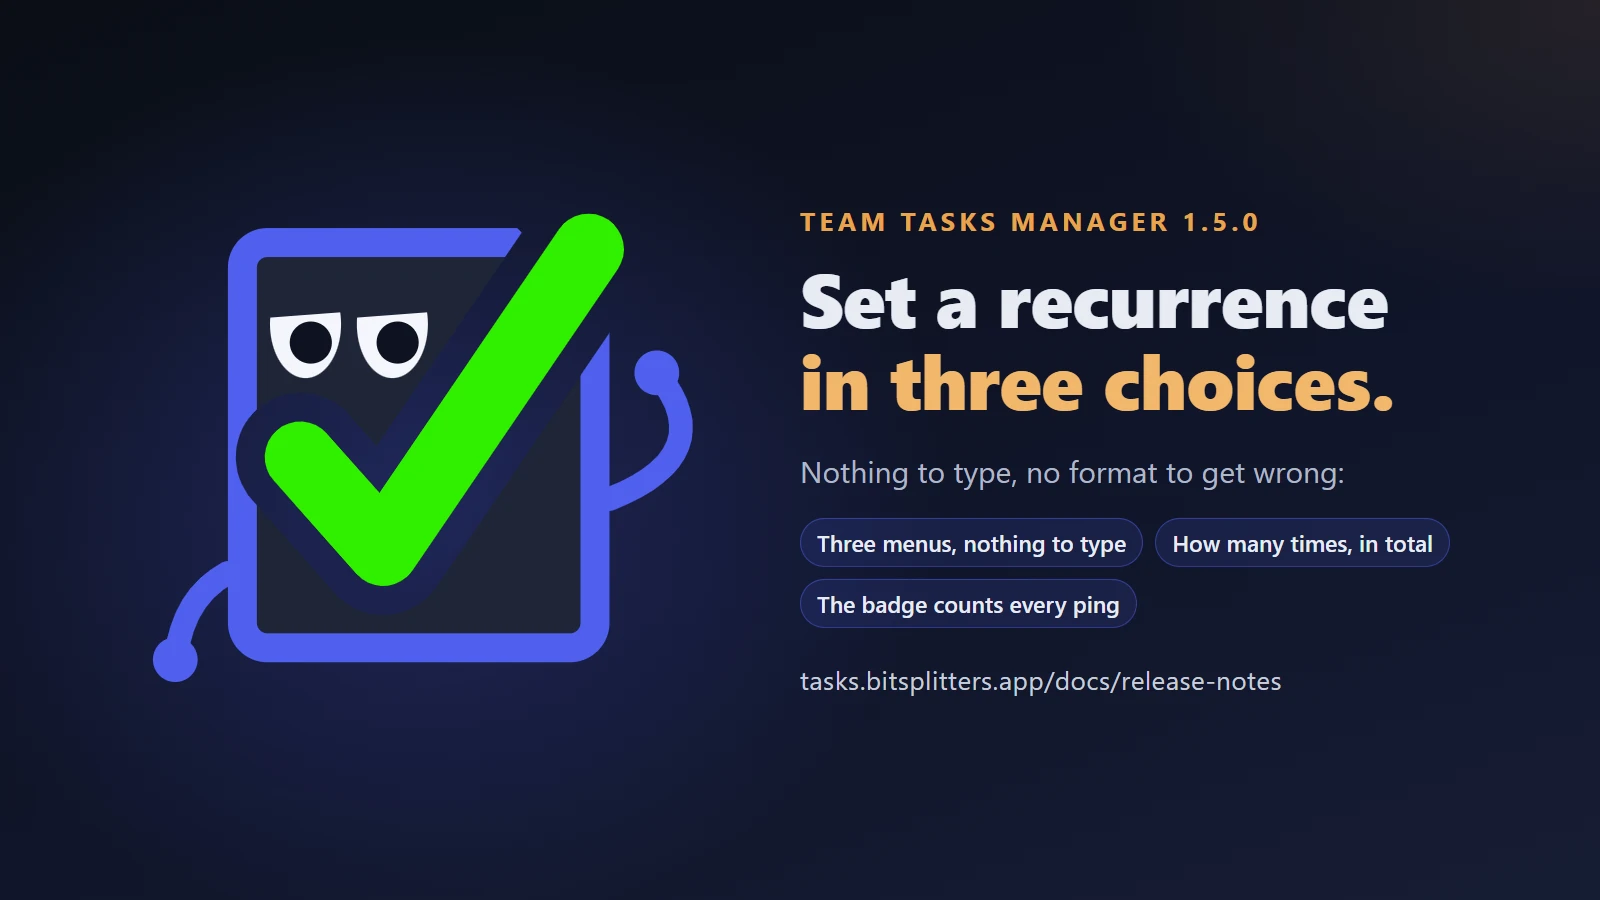 TEAM TASKS MANAGER 1.5.0
Set a recurrence
in three choices.
Nothing to type, no format to get wrong:
Three menus, nothing to type
How many times, in total
The badge counts every ping
tasks.bitsplitters.app/docs/release-notes